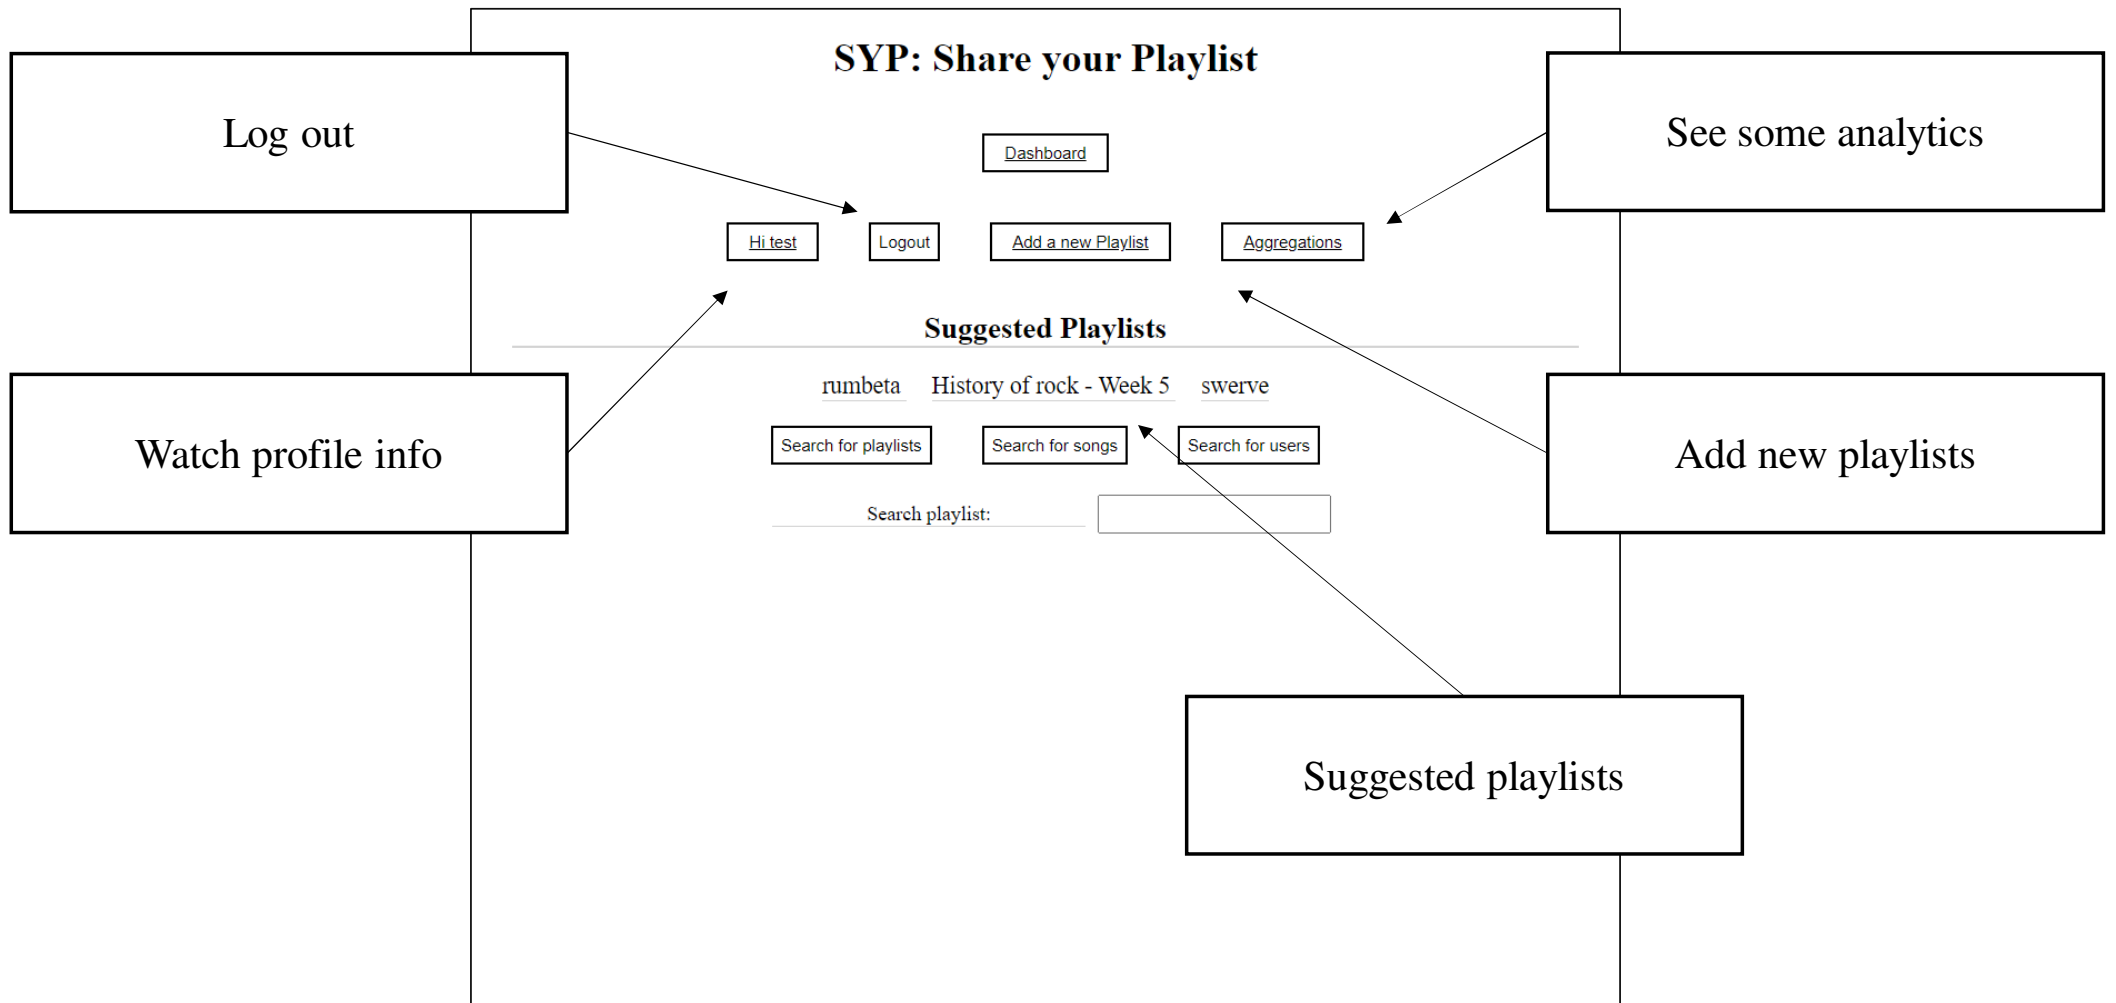 SYP: Share your Playlist
Log out
See some analytics
Dashboard
Hi test
Logout
Add a new Playlist
Aggregations
Suggested Playlists
rumbeta
History of rock - Week 5
swerve
Watch profile info
Search for playlists
Search for songs
Search for users
Add new playlists
Search playlist:
Suggested playlists